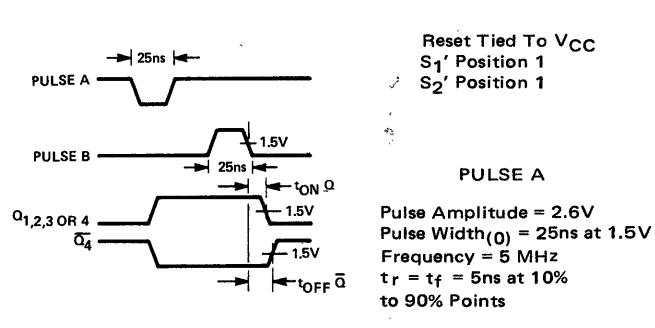 25ns
PULSE A
PULSE B
1.5V
25ns
tON Q
Q1,2,3 OR 4
1.5V
Q̅4
1.5V
tOFF Q̅
Reset Tied To VCC
S1' Position 1
S2' Position 1
PULSE A
Pulse Amplitude = 2.6V
Pulse Width(0) = 25ns at 1.5V
Frequency = 5 MHz
tr = tf = 5ns at 10%
to 90% Points